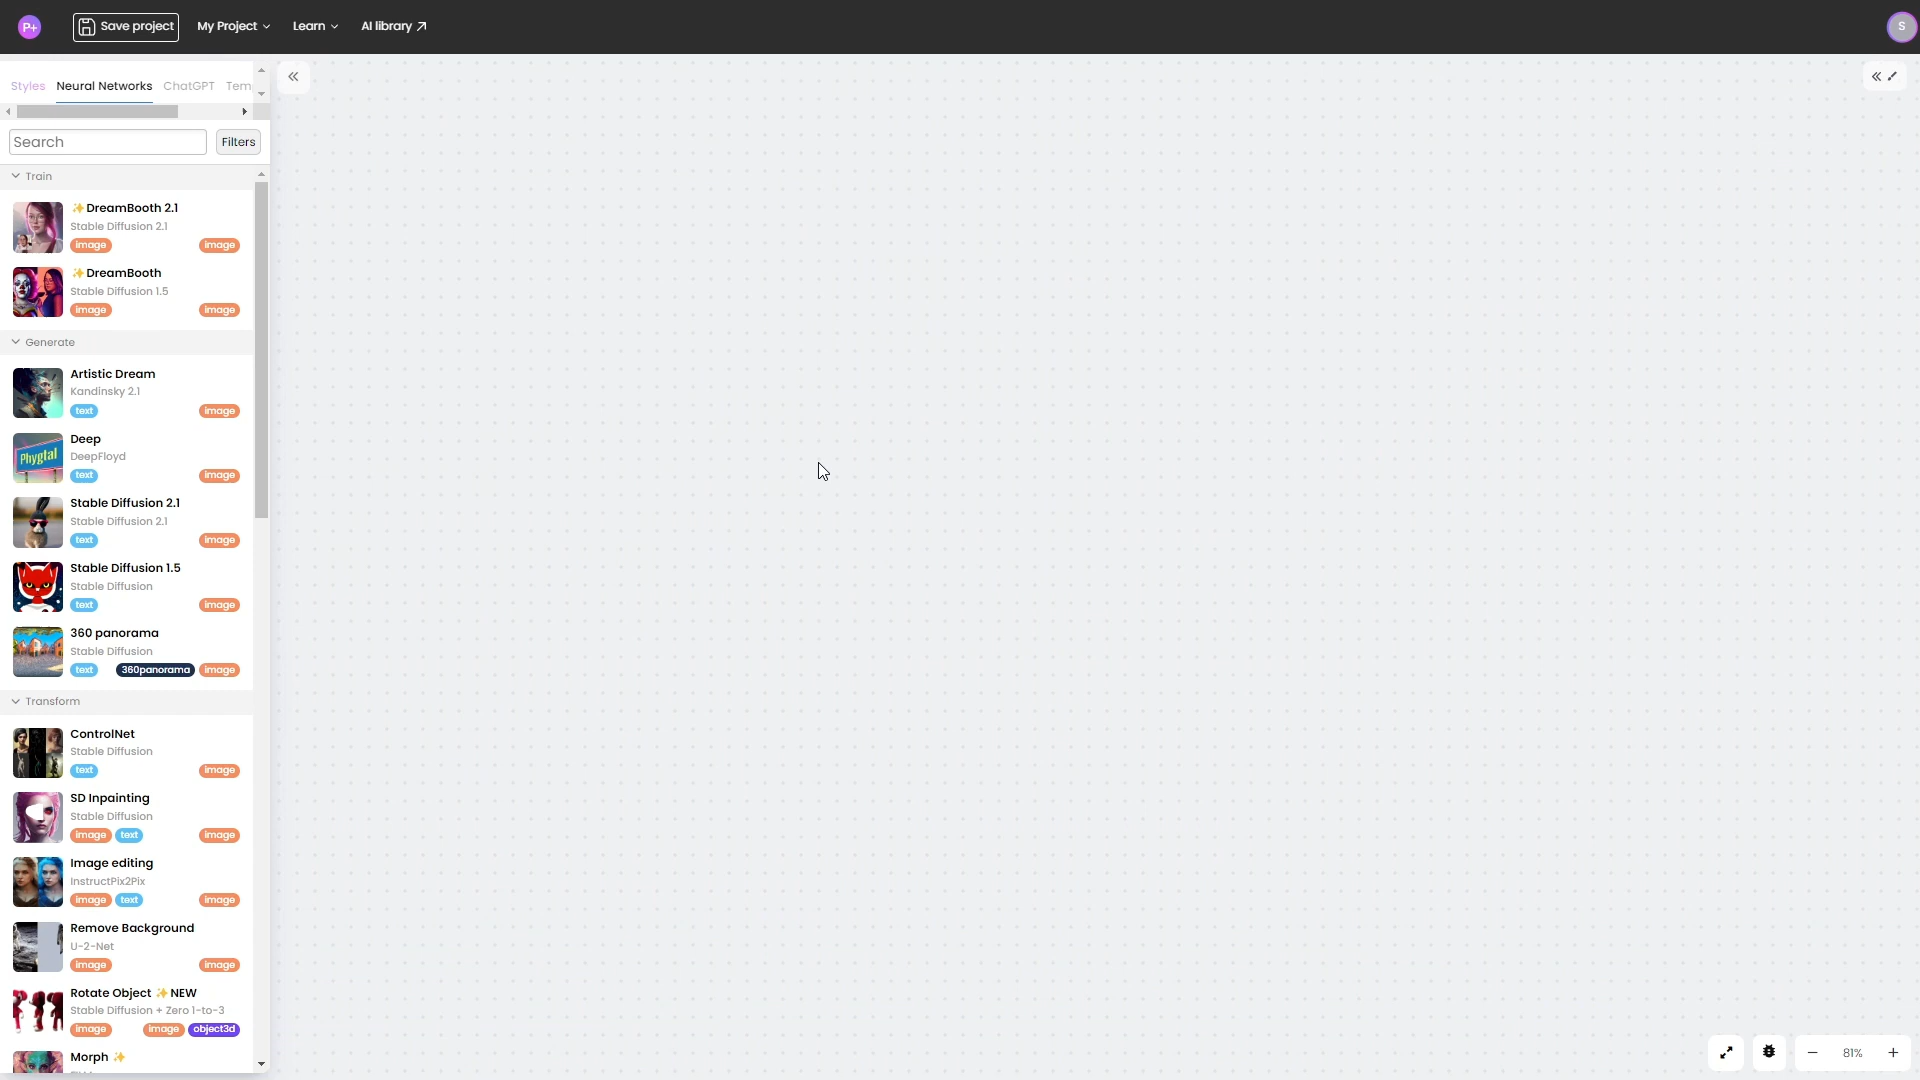 P+
Save project
My Project
Learn
AI library
S
Styles
Neural Networks
ChatGPT
Tem
Search
Filters
Train
✨DreamBooth 2.1
Stable Diffusion 2.1
image
image
✨DreamBooth
Stable Diffusion 1.5
image
image
Generate
Artistic Dream
Kandinsky 2.1
text
image
Deep
DeepFloyd
Phygtal
text
image
Stable Diffusion 2.1
Stable Diffusion 2.1
text
image
Stable Diffusion 1.5
Stable Diffusion
text
image
360 panorama
Stable Diffusion
text
360panorama
image
Transform
ControlNet
Stable Diffusion
text
image
SD Inpainting
Stable Diffusion
image
text
image
Image editing
InstructPix2Pix
image
text
image
Remove Background
U-2-Net
image
image
Rotate Object ✨NEW
Stable Diffusion + Zero 1-to-3
image
image
object3d
Morph ✨
81%